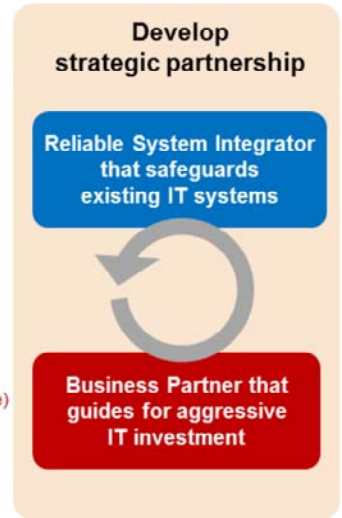 Develop
strategic partnership
Reliable System Integrator
that safeguards
existing IT systems
Business Partner that
guides for aggressive
IT investment